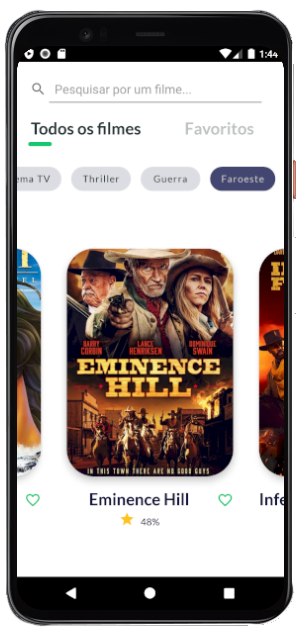 1:44
Pesquisar por um filme...
Todos os filmes Favoritos
ema TV Thriller Guerra Faroeste
BARRY CORBIN LANCE HENRIKSEN DOMINIQUE SWAIN
EMINENCE
HILL
IN THIS TOWN THERE ARE NO GOOD GUYS
Eminence Hill Infe
48%